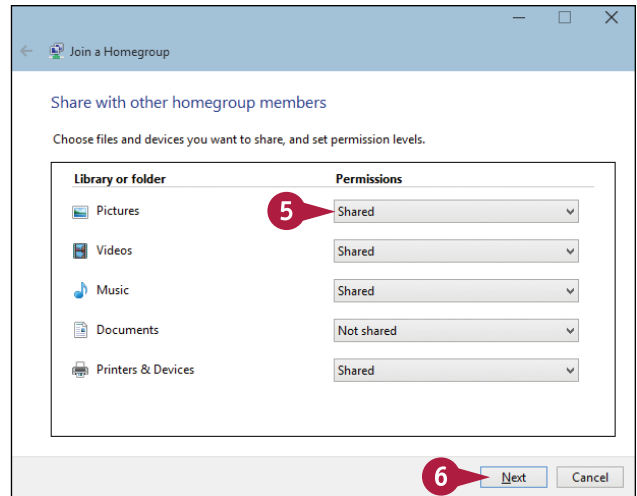 Join a Homegroup
Share with other homegroup members
Choose files and devices you want to share, and set permission levels.
Library or folder Permissions
Pictures 5 Shared
Videos Shared
Music Shared
Documents Not shared
Printers & Devices Shared
6 Next Cancel